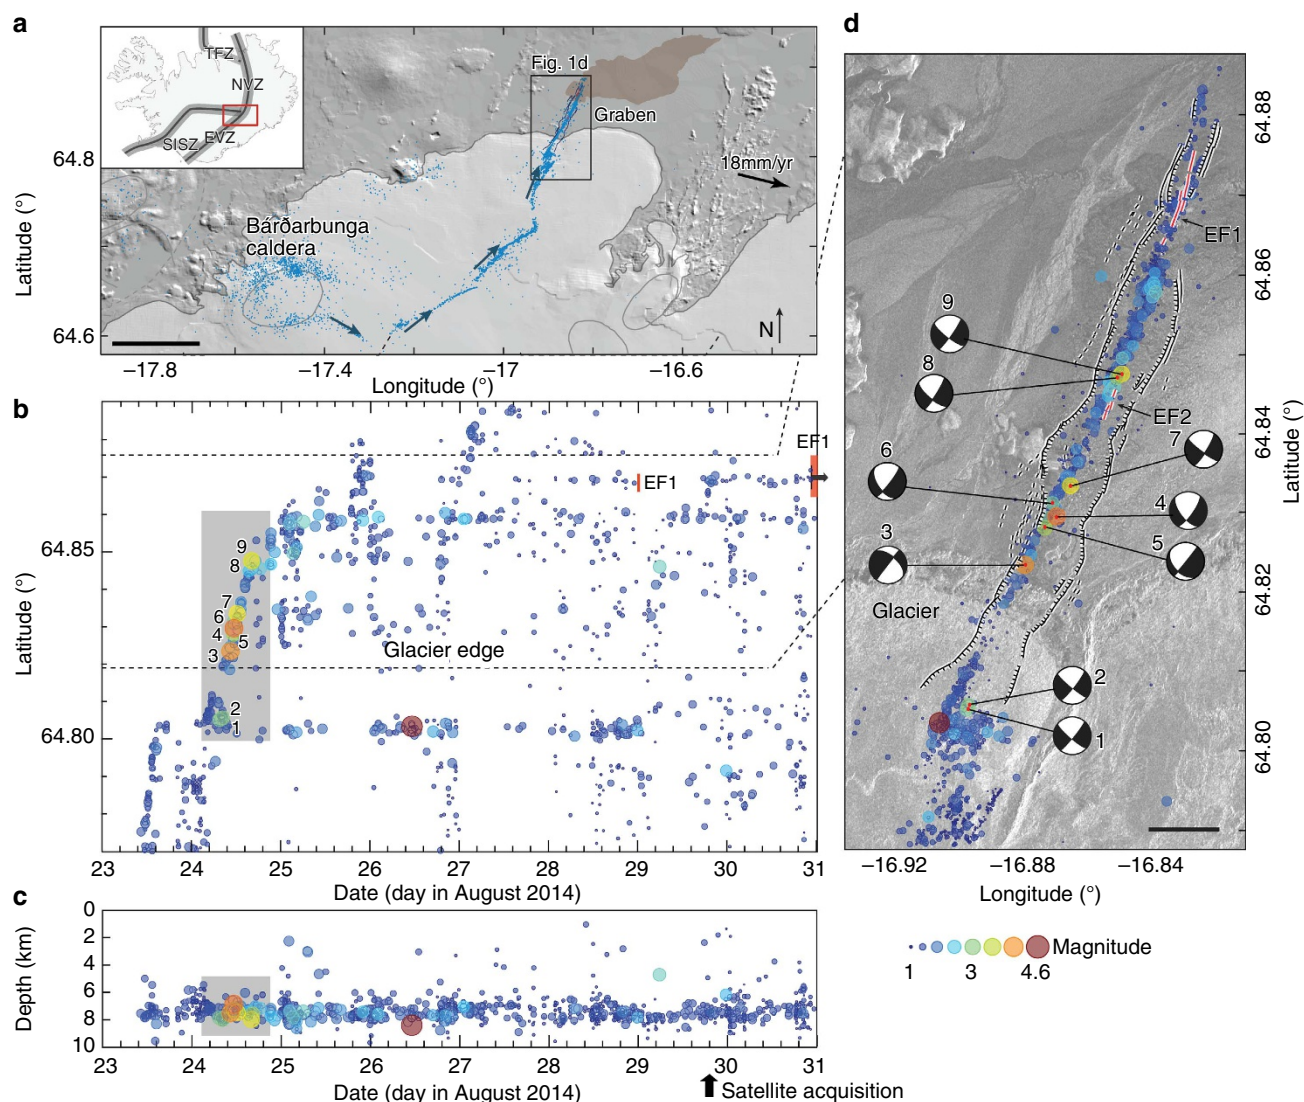 a
TFZ
NVZ
EVZ
SISZ
Fig. 1d
Graben
18mm/yr
Bárðarbunga
caldera
N
64.8
64.6
Latitude (°)
−17.8
−17.4
−17
−16.6
Longitude (°)
b
EF1
EF1
9
8
7
6
4
5
3
2
1
Glacier edge
64.85
64.80
Latitude (°)
23
24
25
26
27
28
29
30
31
Date (day in August 2014)
c
0
2
4
6
8
10
Depth (km)
23
24
25
26
27
28
29
30
31
Date (day in August 2014)
Satellite acquisition
d
EF1
9
8
EF2
7
6
4
3
5
Glacier
2
1
64.88
64.86
64.84
64.82
64.80
Latitude (°)
−16.92
−16.88
−16.84
Longitude (°)
Magnitude
1
3
4
4.6